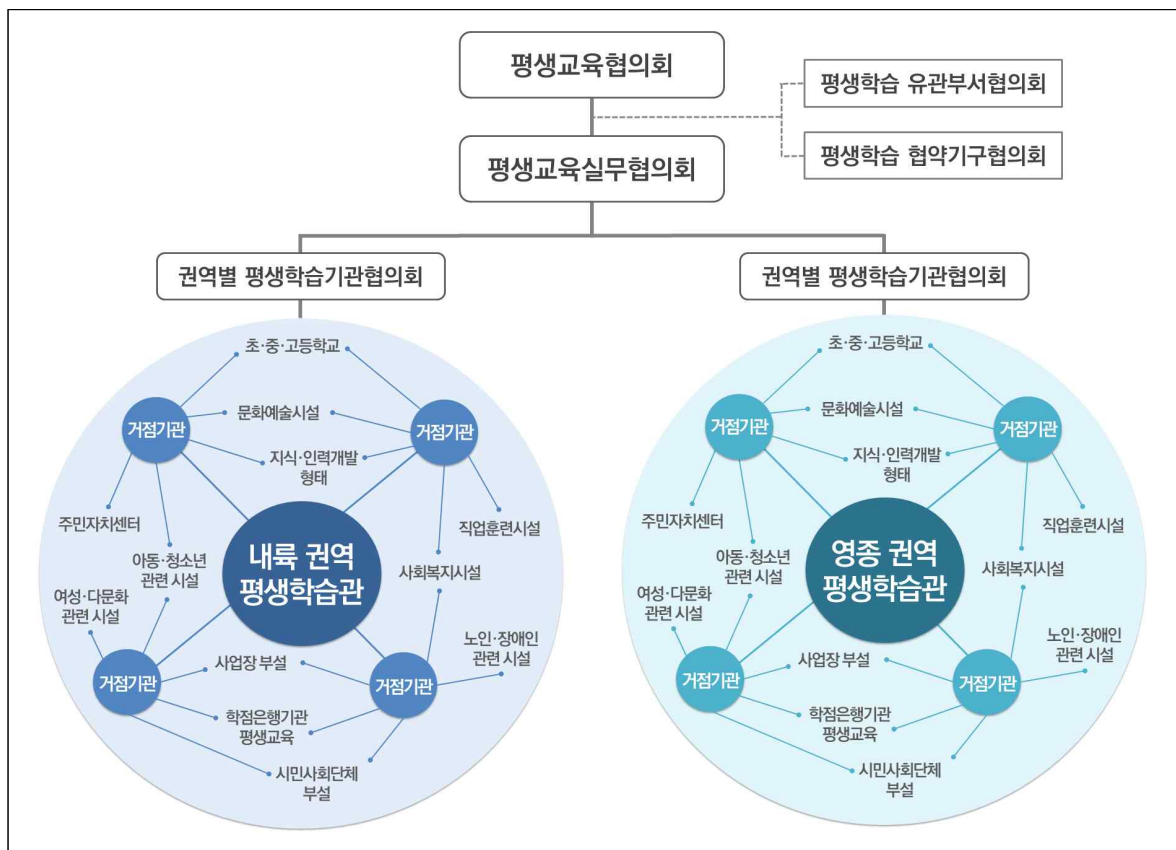 평생교육협의회
평생학습 유관부서협의회
평생학습 협약기구협의회
평생교육실무협의회
권역별 평생학습기관협의회
권역별 평생학습기관협의회
초·중·고등학교
거점기관
문화예술시설
거점기관
지식·인력개발
형태
주민자치센터
직업훈련시설
내륙 권역
평생학습관
아동·청소년
관련 시설
사회복지시설
여성·다문화
관련 시설
노인·장애인
관련 시설
거점기관
사업장 부설
거점기관
학점은행기관
평생교육
시민사회단체
부설
초·중·고등학교
거점기관
문화예술시설
거점기관
지식·인력개발
형태
주민자치센터
직업훈련시설
영종 권역
평생학습관
아동·청소년
관련 시설
사회복지시설
여성·다문화
관련 시설
노인·장애인
관련 시설
거점기관
사업장 부설
거점기관
학점은행기관
평생교육
시민사회단체
부설